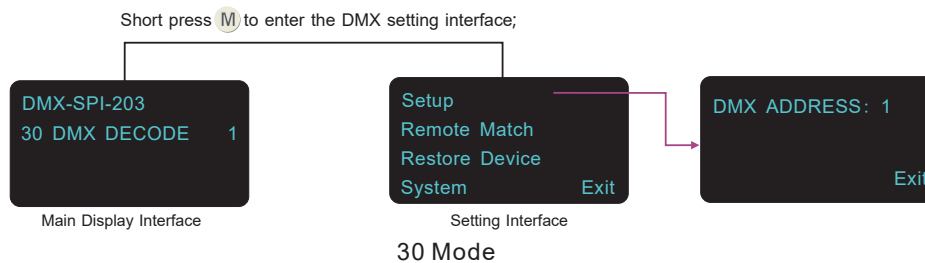 Short press M to enter the DMX setting interface;
DMX-SPI-203
30 DMX DECODE 1
Main Display Interface
Setup
Remote Match
Restore Device
System Exit
Setting Interface
DMX ADDRESS: 1
Exit
30 Mode